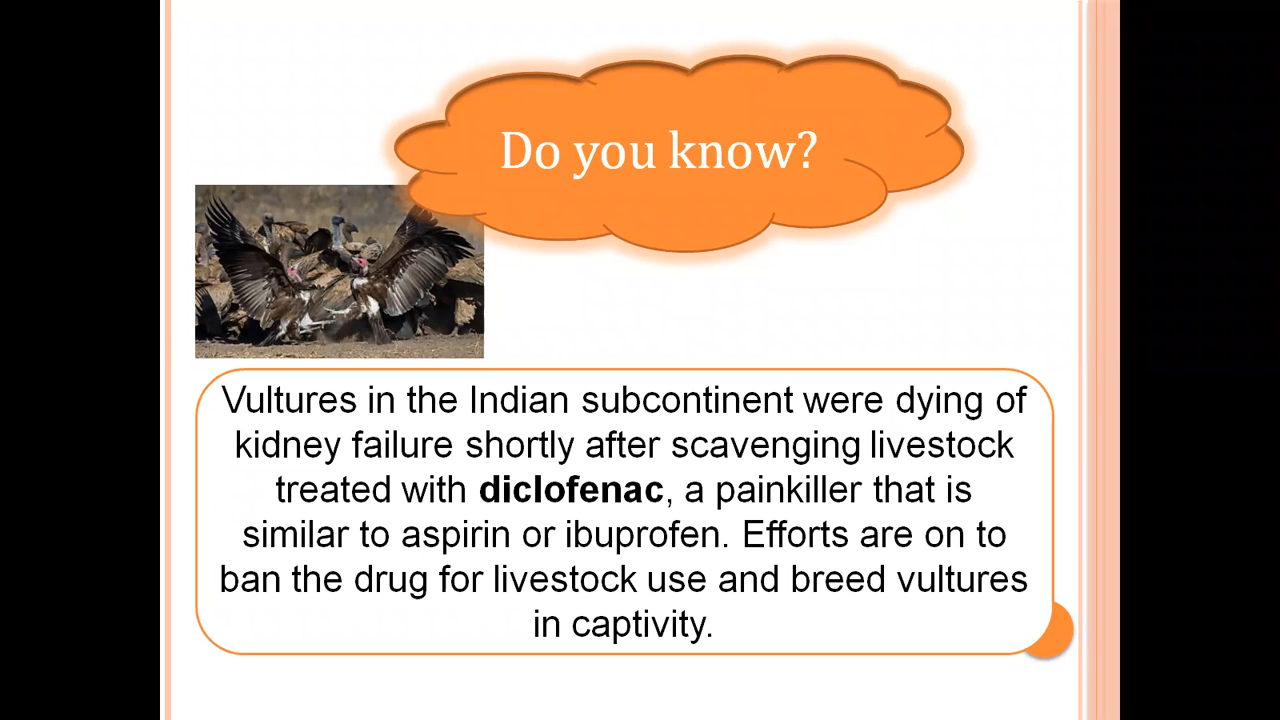 Do you know?
Vultures in the Indian subcontinent were dying of
kidney failure shortly after scavenging livestock
treated with diclofenac, a painkiller that is
similar to aspirin or ibuprofen. Efforts are on to
ban the drug for livestock use and breed vultures
in captivity.